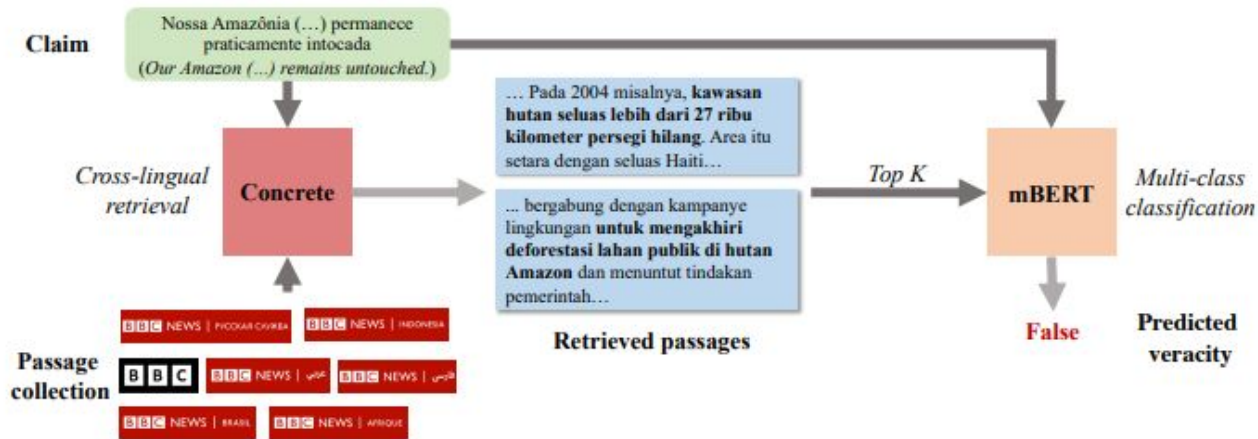 Claim
Nossa Amazônia (…) permanece
praticamente intocada
(Our Amazon (…) remains untouched.)
Cross-lingual
retrieval
Concrete
… Pada 2004 misalnya, kawasan
hutan seluas lebih dari 27 ribu
kilometer persegi hilang. Area itu
setara dengan seluas Haiti…
... bergabung dengan kampanye
lingkungan untuk mengakhiri
deforestasi lahan publik di hutan
Amazon dan menuntut tindakan
pemerintah…
Retrieved passages
Top K
mBERT
Multi-class
classification
False
Predicted
veracity
Passage
collection
BBC NEWS | РУССКАЯ СЛУЖБА
BBC NEWS | INDONESIA
BBC
BBC NEWS | عربي
BBC NEWS | فارسی
BBC NEWS | BRASIL
BBC NEWS | AFRIQUE